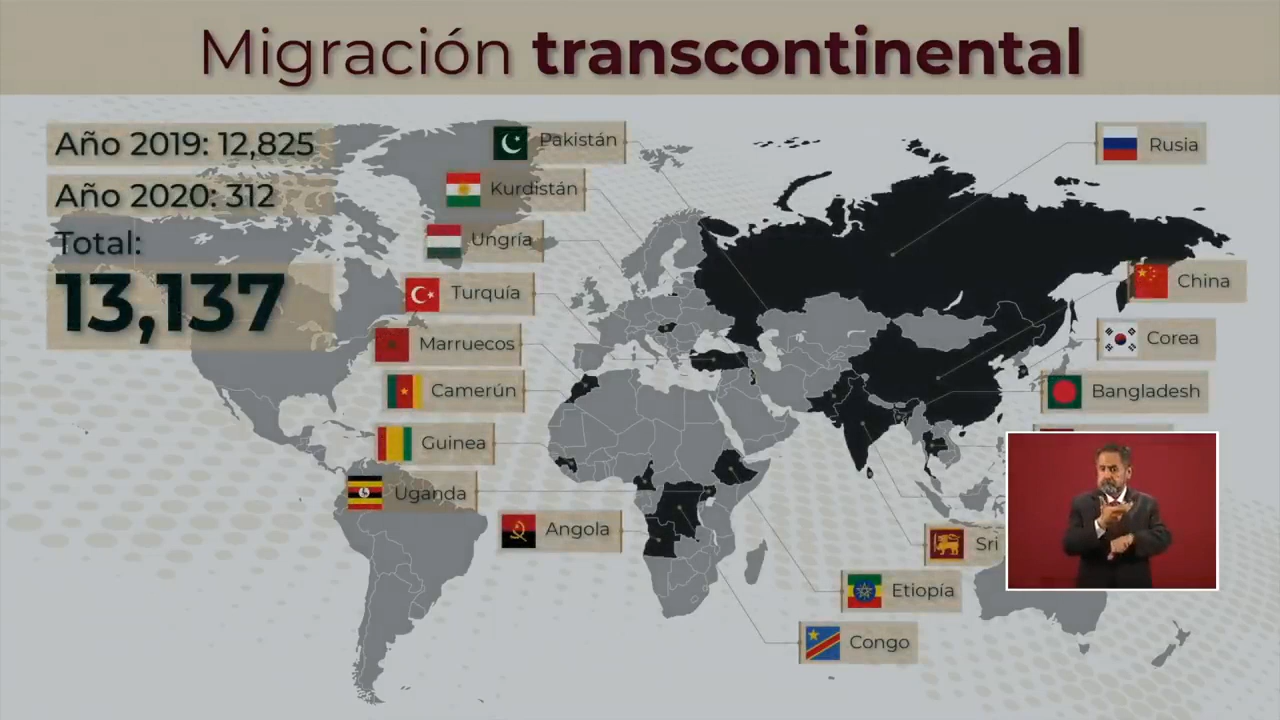 Migración transcontinental
Año 2019: 12,825
Año 2020: 312
Total:
13,137
Pakistán
Kurdistán
Ungría
Turquía
Marruecos
Camerún
Guinea
Uganda
Angola
Rusia
China
Corea
Bangladesh
Sri
Etiopía
Congo